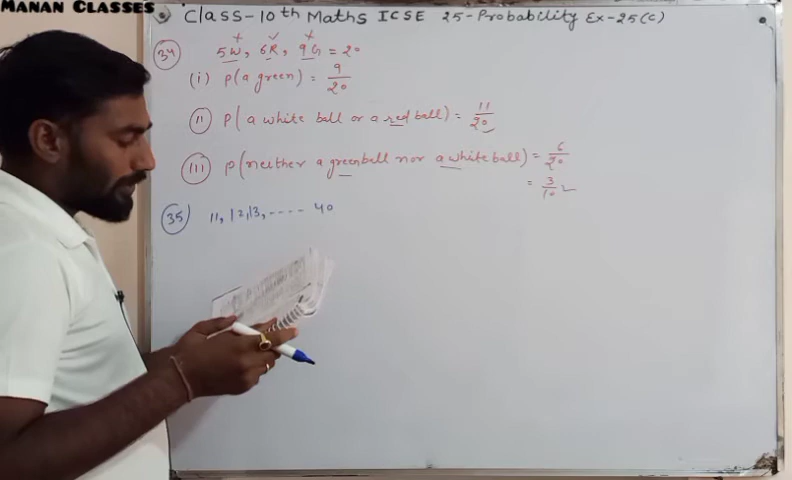 MANAN CLASSES
Class-10th Maths ICSE 25-Probability Ex-25(c)
34 5W, 6R, 9G = 20
(i) P(a green) = 9/20
(ii) P(a white ball or a red ball) = 11/20
(iii) P(neither a green ball nor a white ball) = 6/20
= 3/10
35 11, 12, 13, ---- 40